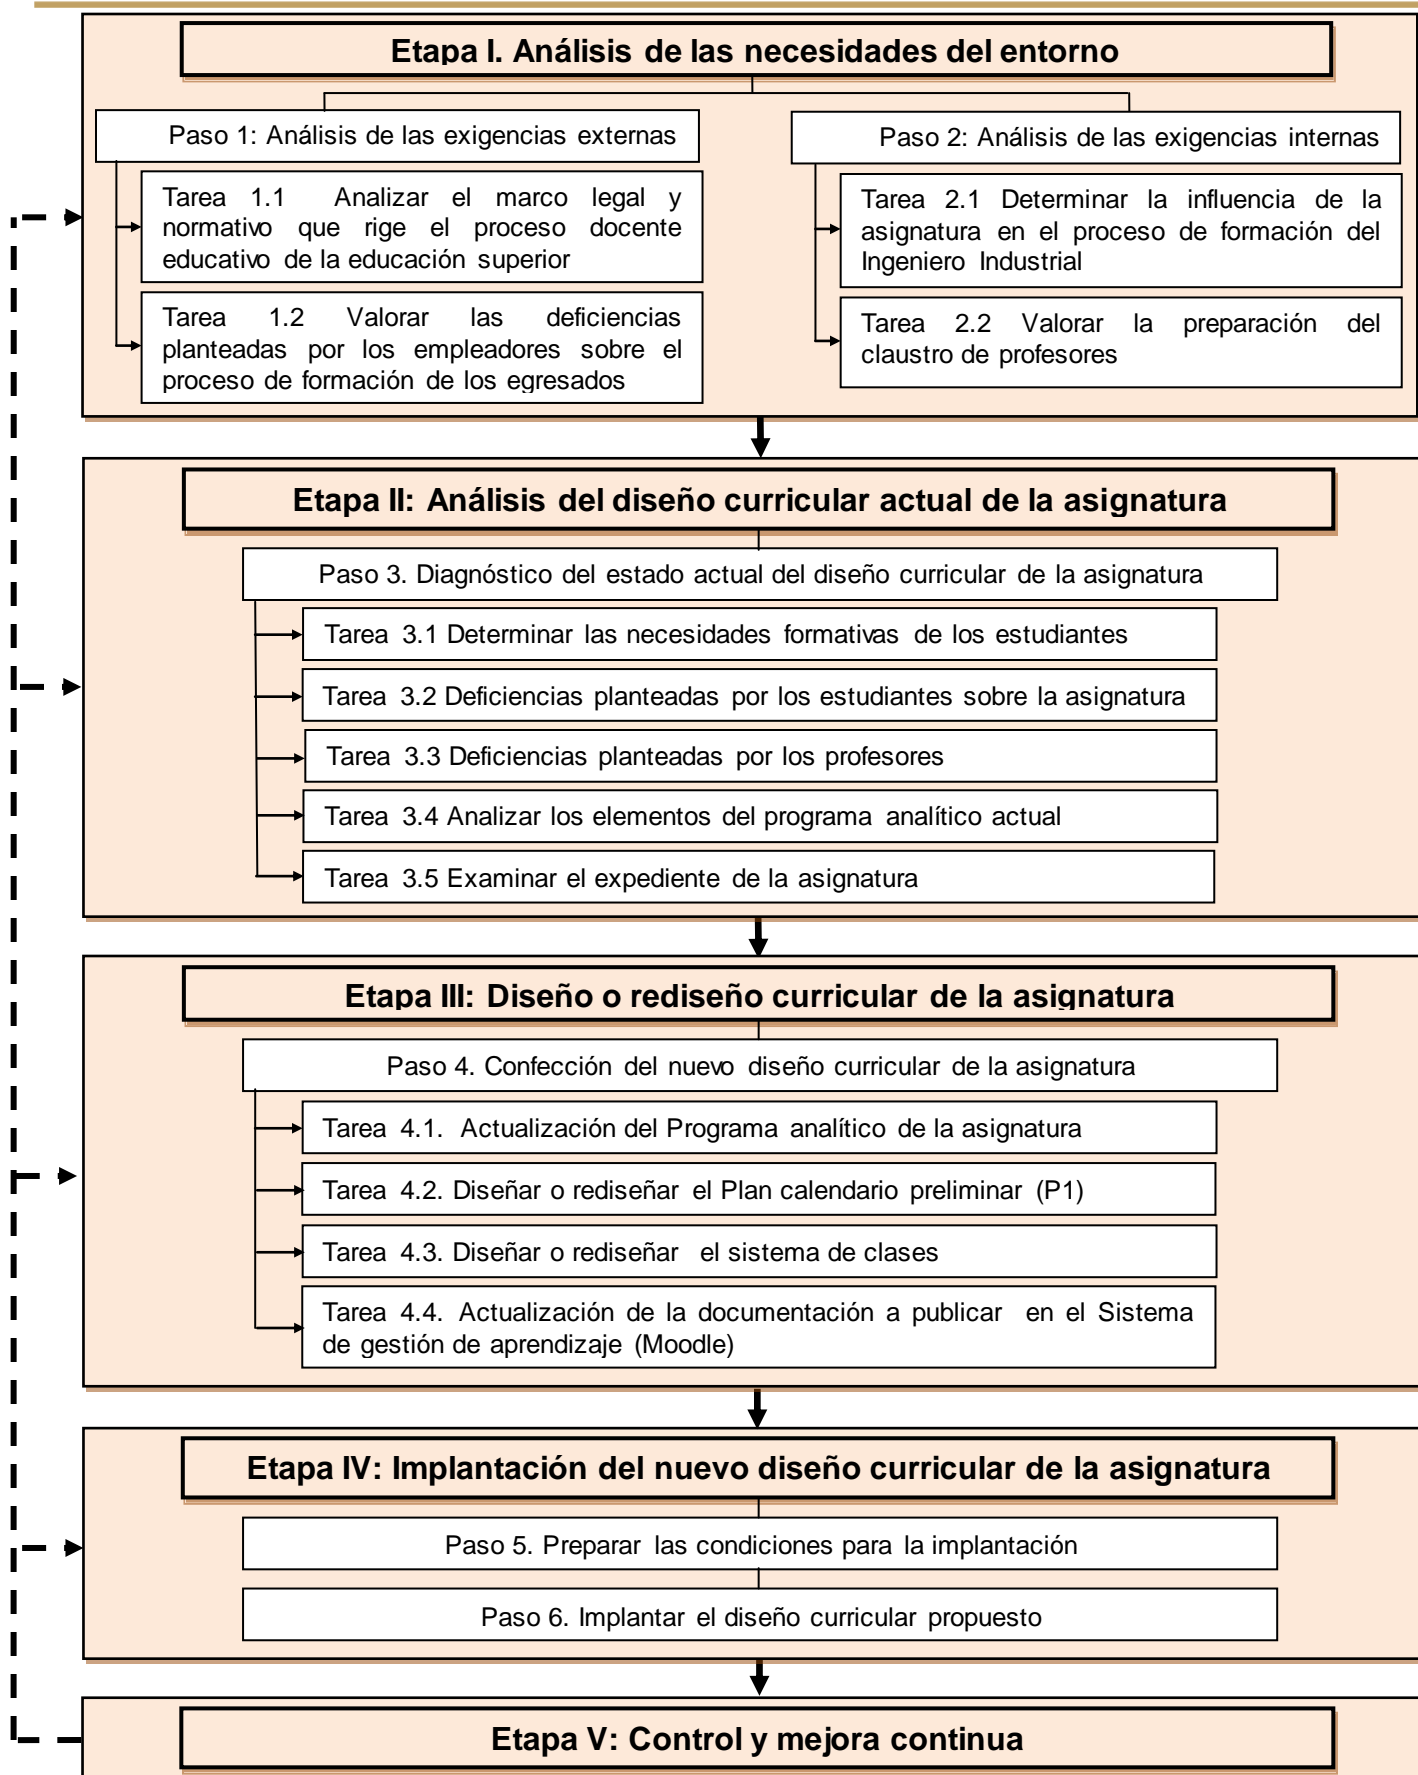 Etapa I. Análisis de las necesidades del entorno
Paso 1: Análisis de las exigencias externas
Tarea 1.1 Analizar el marco legal y
normativo que rige el proceso docente
educativo de la educación superior
Tarea 1.2 Valorar las deficiencias
planteadas por los empleadores sobre el
proceso de formación de los egresados
Paso 2: Análisis de las exigencias internas
Tarea 2.1 Determinar la influencia de la
asignatura en el proceso de formación del
Ingeniero Industrial
Tarea 2.2 Valorar la preparación del
claustro de profesores
Etapa II: Análisis del diseño curricular actual de la asignatura
Paso 3. Diagnóstico del estado actual del diseño curricular de la asignatura
Tarea 3.1 Determinar las necesidades formativas de los estudiantes
Tarea 3.2 Deficiencias planteadas por los estudiantes sobre la asignatura
Tarea 3.3 Deficiencias planteadas por los profesores
Tarea 3.4 Analizar los elementos del programa analítico actual
Tarea 3.5 Examinar el expediente de la asignatura
Etapa III: Diseño o rediseño curricular de la asignatura
Paso 4. Confección del nuevo diseño curricular de la asignatura
Tarea 4.1. Actualización del Programa analítico de la asignatura
Tarea 4.2. Diseñar o rediseñar el Plan calendario preliminar (P1)
Tarea 4.3. Diseñar o rediseñar el sistema de clases
Tarea 4.4. Actualización de la documentación a publicar en el Sistema
de gestión de aprendizaje (Moodle)
Etapa IV: Implantación del nuevo diseño curricular de la asignatura
Paso 5. Preparar las condiciones para la implantación
Paso 6. Implantar el diseño curricular propuesto
Etapa V: Control y mejora continua